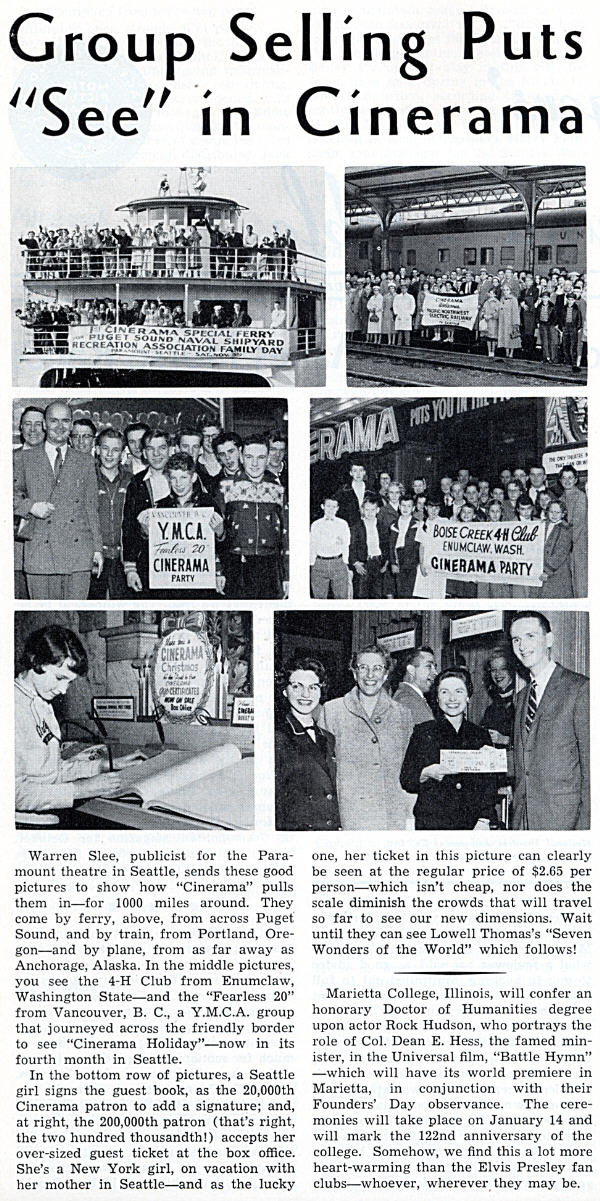 Group Selling Puts
“See” in Cinerama
1ST CINERAMA SPECIAL FERRY
FOR PUGET SOUND NAVAL SHIPYARD
RECREATION ASSOCIATION FAMILY DAY
PARAMOUNT - SEATTLE - SAT. NOV.
CINERAMA
Welcomes
PACIFIC NORTHWEST
ELECTRIC RAILWAY
UN
VANCOUVER B.C.
Y.M.C.A.
Fearless 20
CINERAMA
PARTY
ERAMA
PUTS YOU IN THE
THE ONLY THEATRE IN
BOISE CREEK 4-H Club
ENUMCLAW, WASH.
CINERAMA PARTY
CINERAMA
Christmas
GIFT CERTIFICATES
NOW ON SALE
Box Office
Warren Slee, publicist for the Para-
mount theatre in Seattle, sends these good
pictures to show how “Cinerama” pulls
them in—for 1000 miles around. They
come by ferry, above, from across Puget
Sound, and by train, from Portland, Ore-
gon—and by plane, from as far away as
Anchorage, Alaska. In the middle pictures,
you see the 4-H Club from Enumclaw,
Washington State—and the “Fearless 20”
from Vancouver, B. C., a Y.M.C.A. group
that journeyed across the friendly border
to see “Cinerama Holiday”—now in its
fourth month in Seattle.
In the bottom row of pictures, a Seattle
girl signs the guest book, as the 20,000th
Cinerama patron to add a signature; and,
at right, the 200,000th patron (that’s right,
the two hundred thousandth!) accepts her
over-sized guest ticket at the box office.
She’s a New York girl, on vacation with
her mother in Seattle—and as the lucky
one, her ticket in this picture can clearly
be seen at the regular price of $2.65 per
person—which isn’t cheap, nor does the
scale diminish the crowds that will travel
so far to see our new dimensions. Wait
until they can see Lowell Thomas’s “Seven
Wonders of the World” which follows!
Marietta College, Illinois, will confer an
honorary Doctor of Humanities degree
upon actor Rock Hudson, who portrays the
role of Col. Dean E. Hess, the famed min-
ister, in the Universal film, “Battle Hymn”
—which will have its world premiere in
Marietta, in conjunction with their
Founders’ Day observance. The cere-
monies will take place on January 14 and
will mark the 122nd anniversary of the
college. Somehow, we find this a lot more
heart-warming than the Elvis Presley fan
clubs—whoever, wherever they may be.